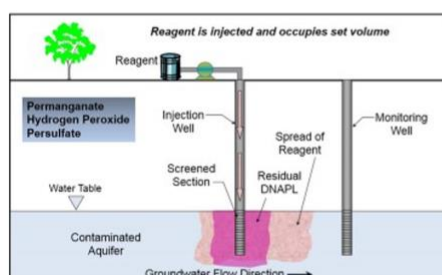 Reagent is injected and occupies set volume
Reagent
Permanganate
Hydrogen Peroxide
Persulfate
Injection
Well
Monitoring
Well
Spread of
Reagent
Screened
Section
Residual
DNAPL
Water Table
Contaminated
Aquifer
Groundwater Flow Direction